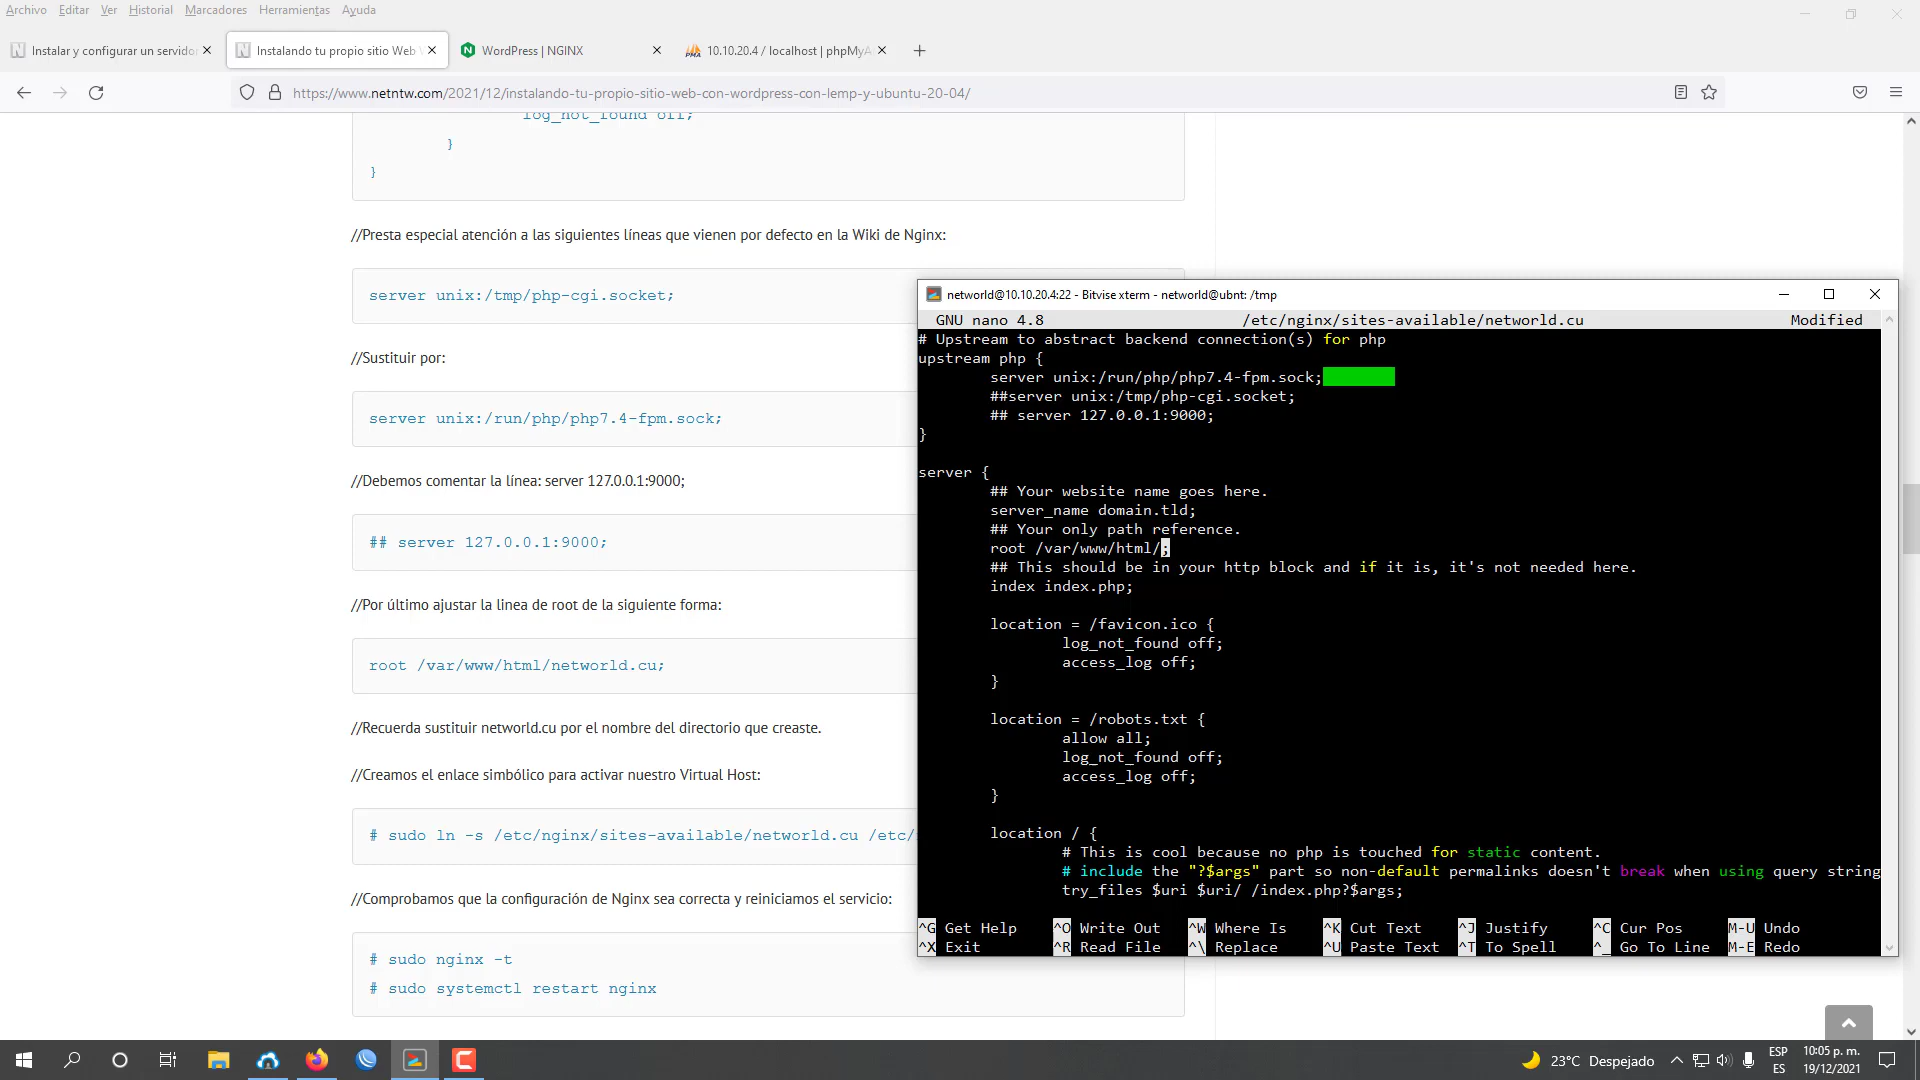 Archivo Editar Ver Historial Marcadores Herramientas Ayuda
Instalar y configurar un servido
Instalando tu propio sitio Web
WordPress | NGINX
10.10.20.4 / localhost | phpMyA
https://www.netntw.com/2021/12/instalando-tu-propio-sitio-web-con-wordpress-con-lemp-y-ubuntu-20-04/
log_not_found off;
}
}
//Presta especial atención a las siguientes líneas que vienen por defecto en la Wiki de Nginx:
server unix:/tmp/php-cgi.socket;
//Sustituir por:
server unix:/run/php/php7.4-fpm.sock;
//Debemos comentar la línea: server 127.0.0.1:9000;
## server 127.0.0.1:9000;
//Por último ajustar la linea de root de la siguiente forma:
root /var/www/html/networld.cu;
//Recuerda sustituir networld.cu por el nombre del directorio que creaste.
//Creamos el enlace simbólico para activar nuestro Virtual Host:
# sudo ln -s /etc/nginx/sites-available/networld.cu /etc/
//Comprobamos que la configuración de Nginx sea correcta y reiniciamos el servicio:
# sudo nginx -t
# sudo systemctl restart nginx
networld@10.10.20.4:22 - Bitvise xterm - networld@ubnt: /tmp
GNU nano 4.8 /etc/nginx/sites-available/networld.cu Modified
# Upstream to abstract backend connection(s) for php
upstream php {
server unix:/run/php/php7.4-fpm.sock;
##server unix:/tmp/php-cgi.socket;
## server 127.0.0.1:9000;
}
server {
## Your website name goes here.
server_name domain.tld;
## Your only path reference.
root /var/www/html/;
## This should be in your http block and if it is, it's not needed here.
index index.php;
location = /favicon.ico {
log_not_found off;
access_log off;
}
location = /robots.txt {
allow all;
log_not_found off;
access_log off;
}
location / {
# This is cool because no php is touched for static content.
# include the "?$args" part so non-default permalinks doesn't break when using query string
try_files $uri $uri/ /index.php?$args;
^G Get Help ^O Write Out ^W Where Is ^K Cut Text ^J Justify ^C Cur Pos M-U Undo
^X Exit ^R Read File ^\ Replace ^U Paste Text ^T To Spell ^_ Go To Line M-E Redo
23°C Despejado
ESP
ES
10:05 p. m.
19/12/2021